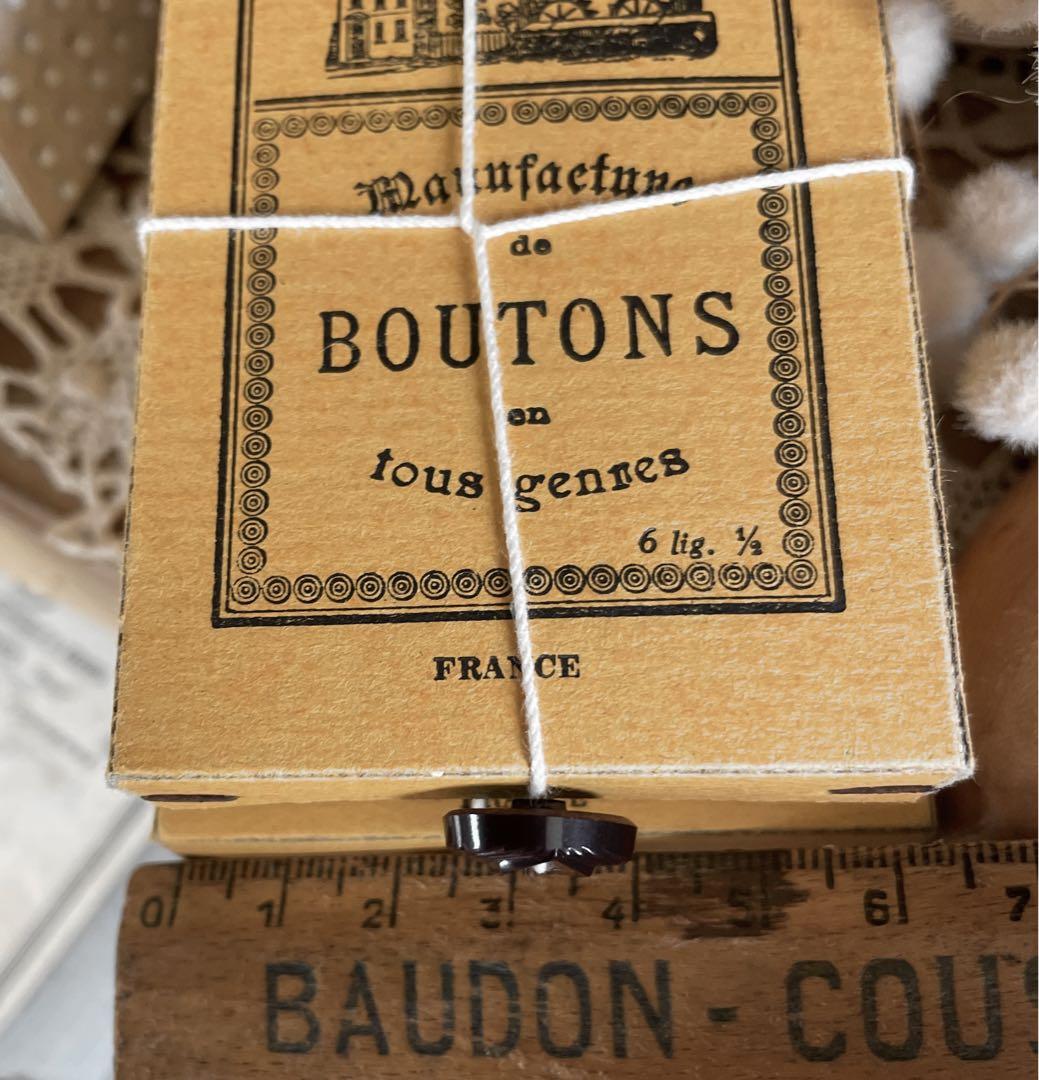 Manufacture
de
BOUTONS
en
tous genres
6 lig. ½
FRANCE
0 1 2 3 4 5 6 7
BAUDON - COUS